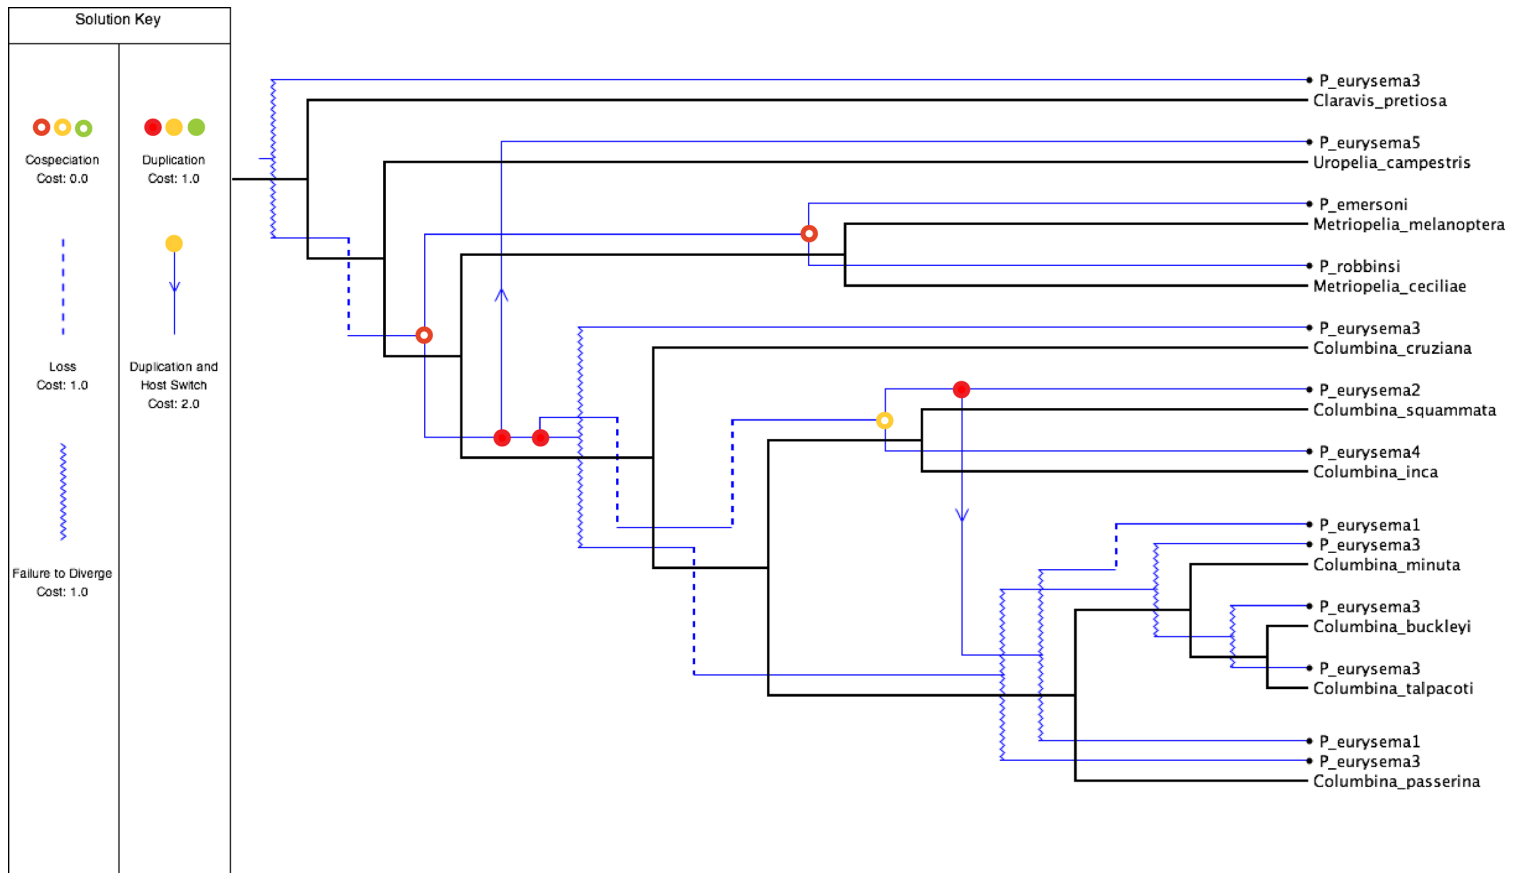 Solution Key
Cospeciation
Cost: 0.0
Duplication
Cost: 1.0
Loss
Cost: 1.0
Duplication and
Host Switch
Cost: 2.0
Failure to Diverge
Cost: 1.0
P_eurysema3
Claravis_pretiosa
P_eurysema5
Uropelia_campestris
P_emersoni
Metriopelia_melanoptera
P_robbinsi
Metriopelia_ceciliae
P_eurysema3
Columbina_cruziana
P_eurysema2
Columbina_squammata
P_eurysema4
Columbina_inca
P_eurysema1
P_eurysema3
Columbina_minuta
P_eurysema3
Columbina_buckleyi
P_eurysema3
Columbina_talpacoti
P_eurysema1
P_eurysema3
Columbina_passerina